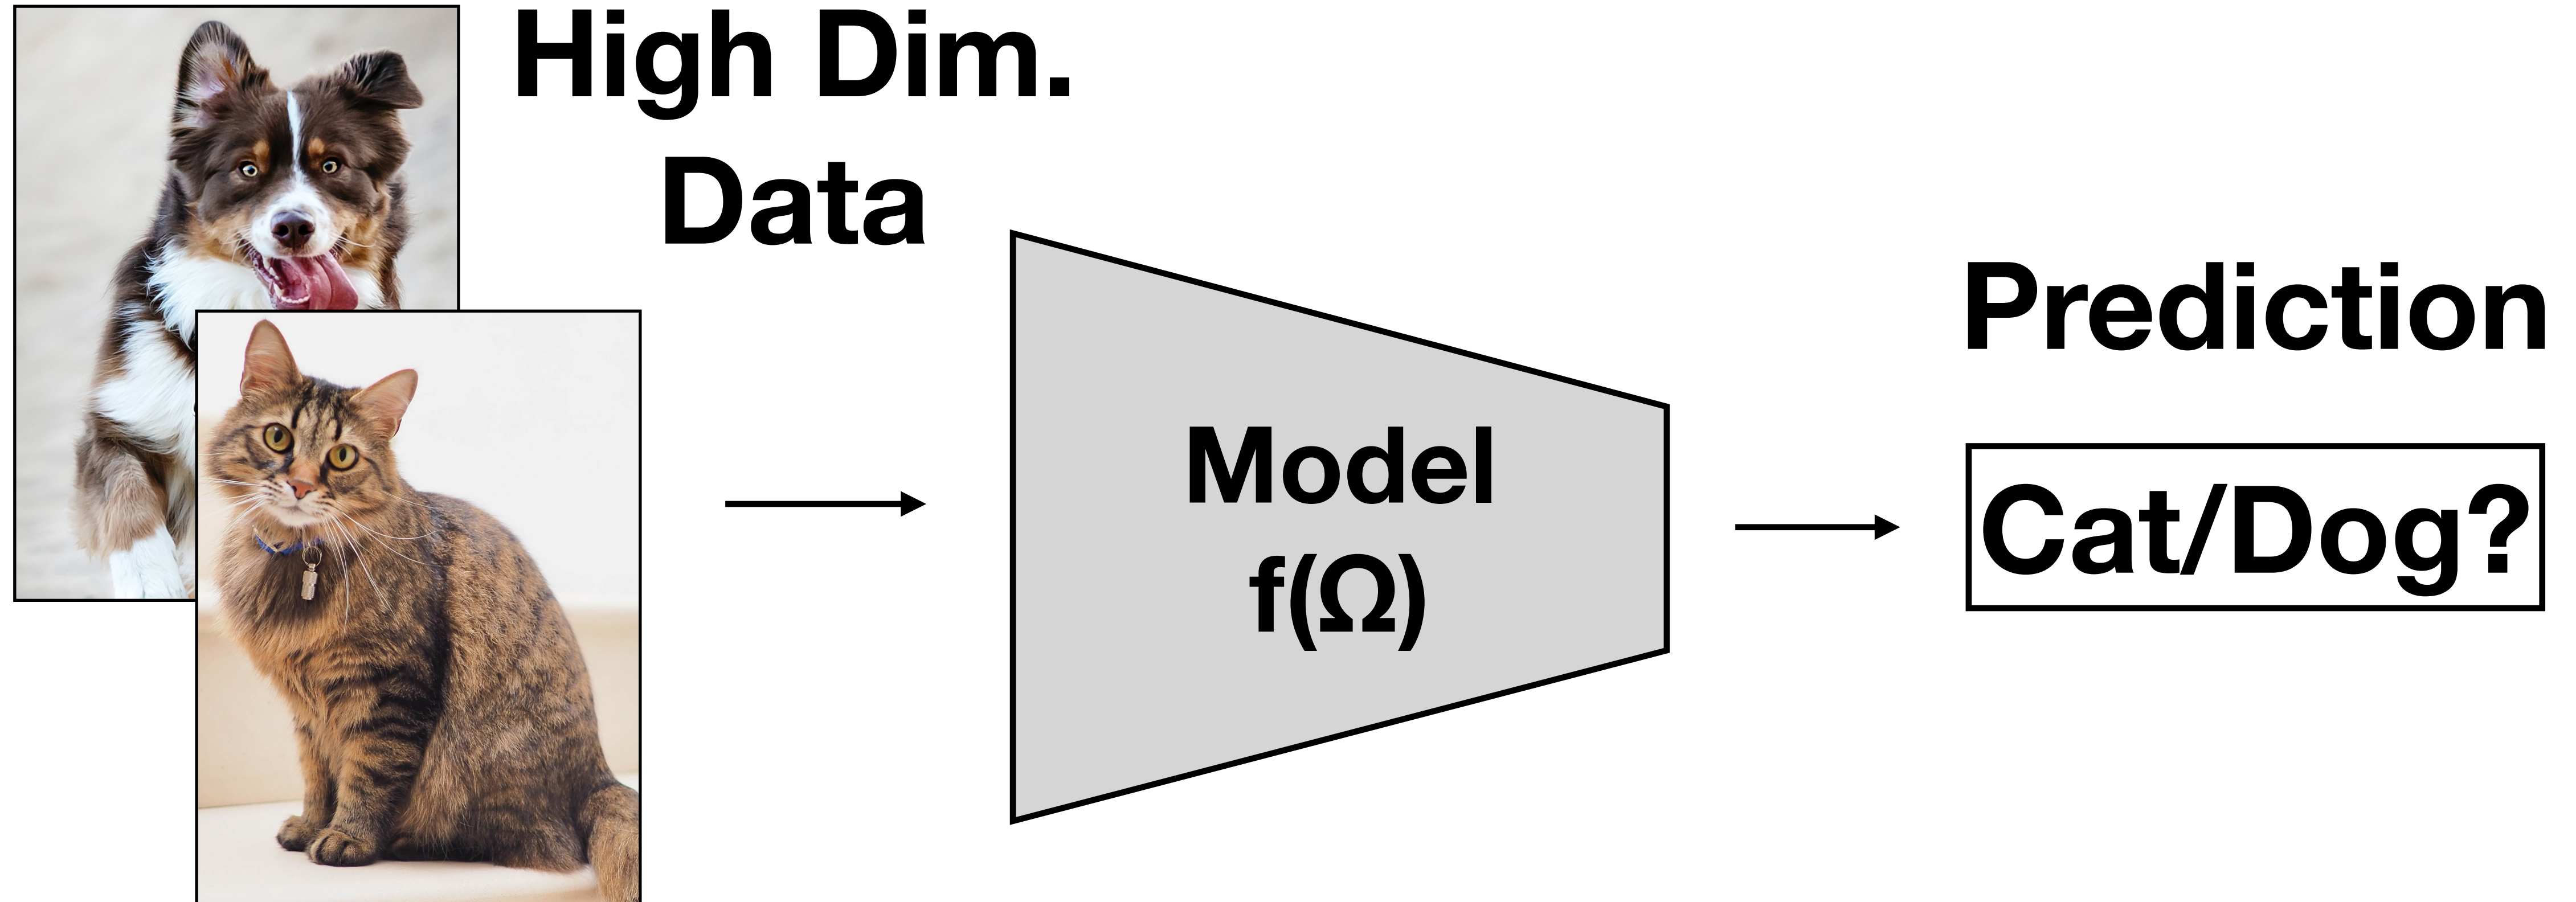 High Dim.
Data
Model
f(Ω)
Prediction
Cat/Dog?